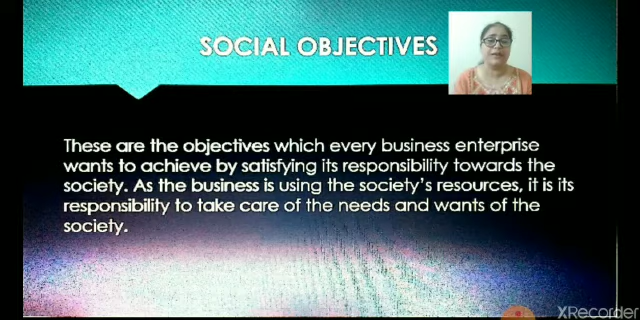 SOCIAL OBJECTIVES
These are the objectives which every business enterprise
wants to achieve by satisfying its responsibility towards the
society. As the business is using the society's resources, it is its
responsibility to take care of the needs and wants of the
society.
XRecorder